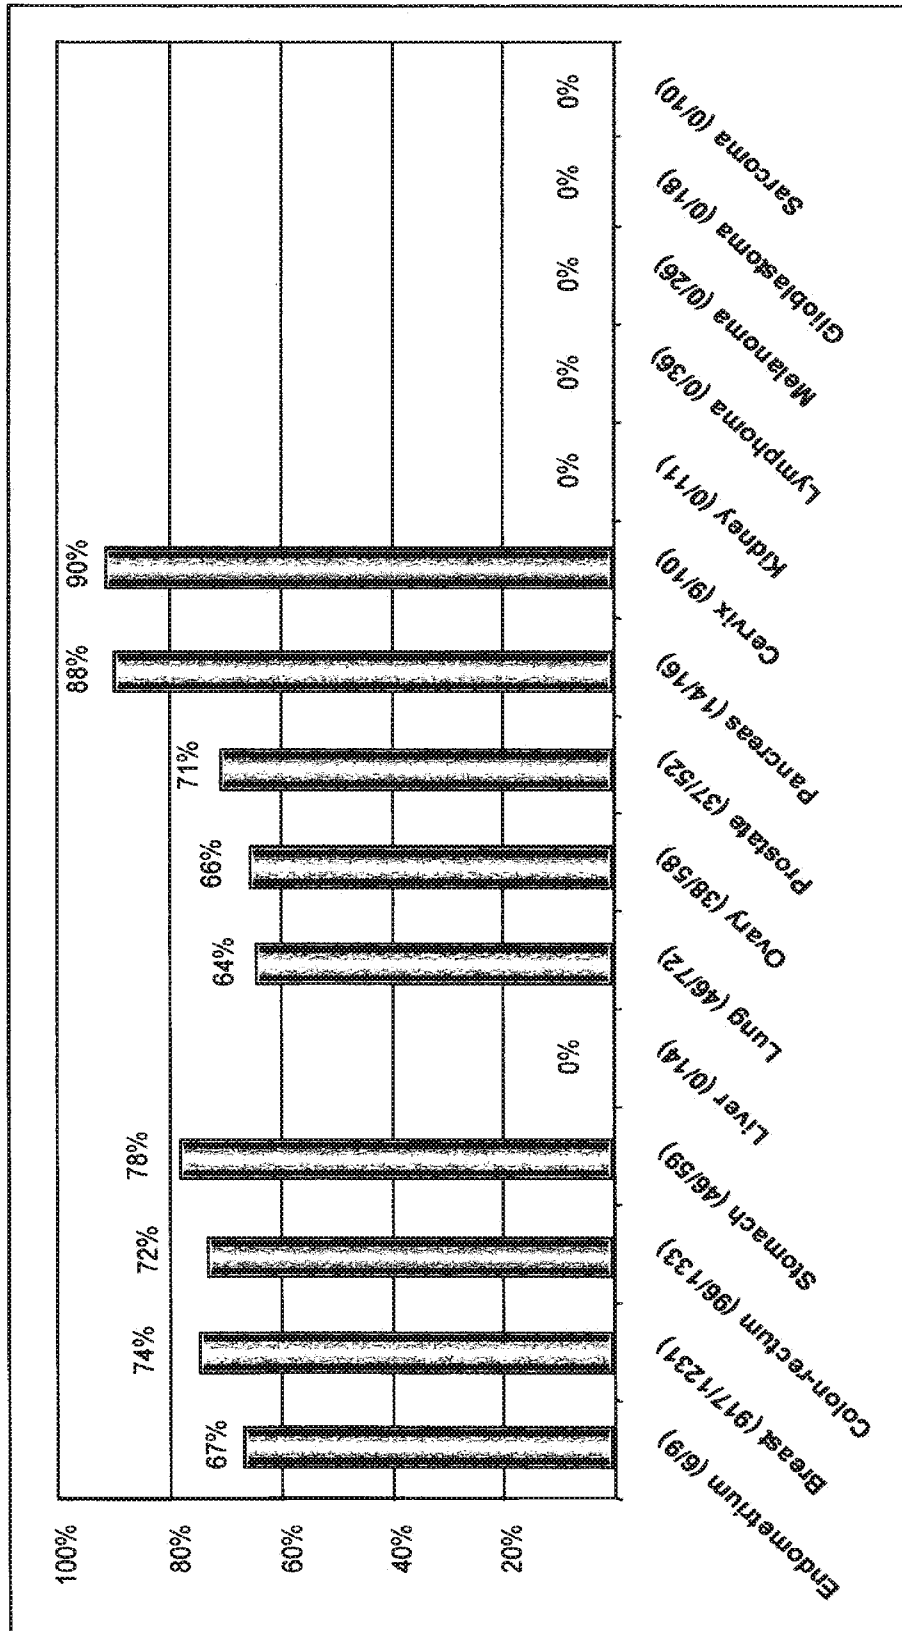 100%
80%
60%
40%
20%
67%
74%
72%
78%
0%
64%
66%
71%
88%
90%
0%
0%
0%
0%
0%
Endometrium (6/9)
Breast (917/1231)
Colon-rectum (96/133)
Stomach (46/59)
Liver (0/14)
Lung (46/72)
Ovary (38/58)
Prostate (37/52)
Pancreas (14/16)
Cervix (9/10)
Kidney (0/11)
Lymphoma (0/36)
Melanoma (0/26)
Glioblastoma (0/18)
Sarcoma (0/10)